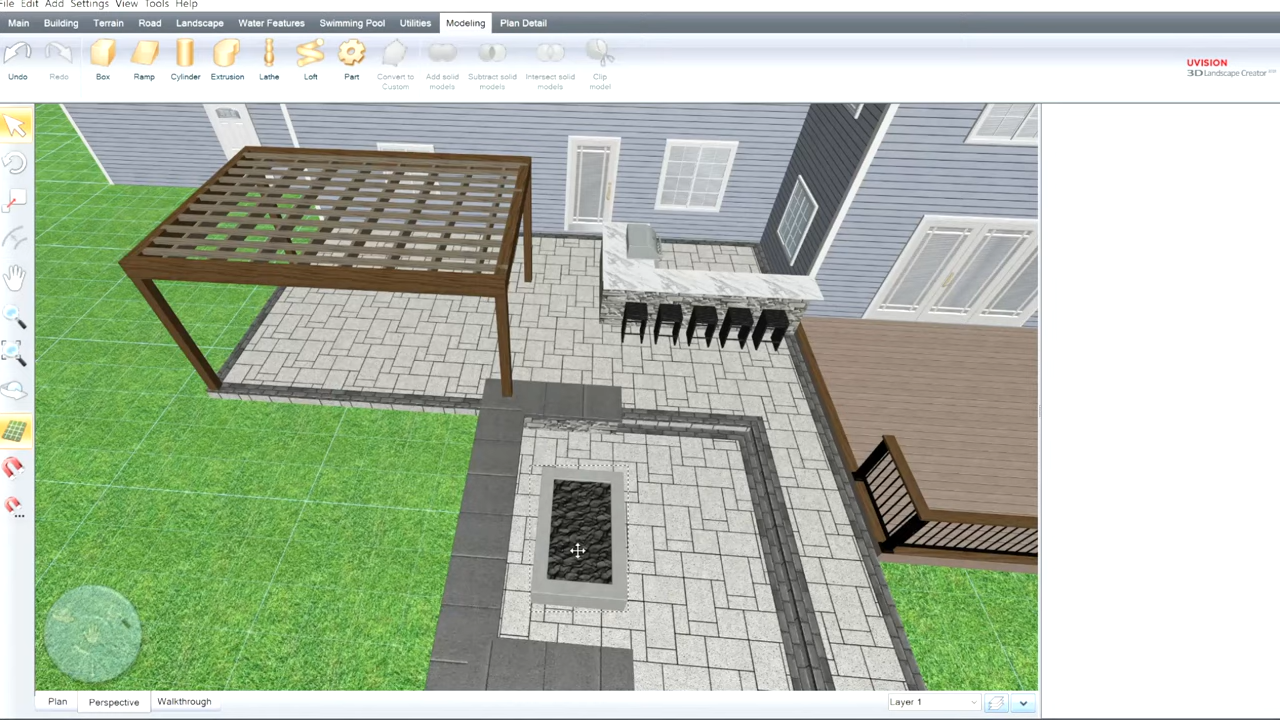 File Edit Add Settings View Tools Help
Main Building Terrain Road Landscape Water Features Swimming Pool Utilities Modeling Plan Detail
Undo Redo Box Ramp Cylinder Extrusion Lathe Loft Part Convert to Custom Add solid models Subtract solid models Intersect solid models Clip model
UVISION
3D Landscape Creator
Plan Perspective Walkthrough Layer 1